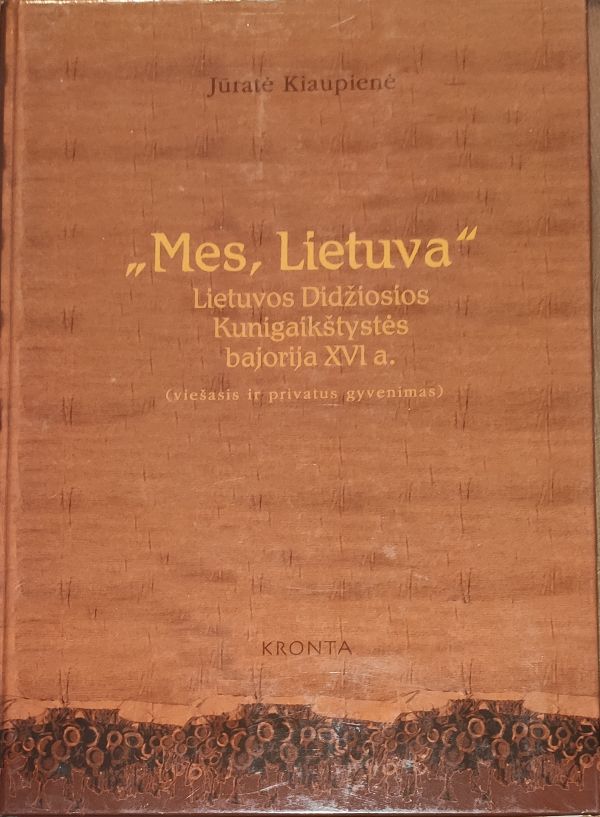 Jūratė Kiaupienė
„Mes, Lietuva“
Lietuvos Didžiosios
Kunigaikštystės
bajorija XVI a.
(viešasis ir privatus gyvenimas)
KRONTA